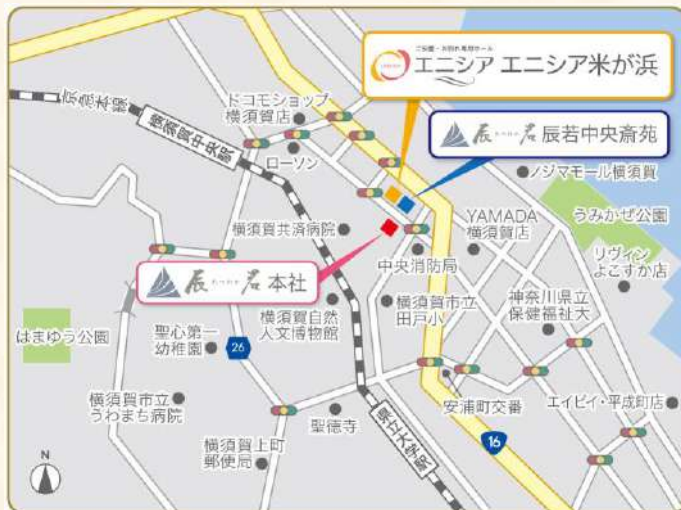 ご安置・お別れ専用ホール
エニシア エニシア米が浜
ドコモショップ
横須賀店
京急本線
横須賀中央駅
ローソン
辰若 辰若中央斎苑
ノジマモール横須賀
うみかぜ公園
YAMADA
横須賀店
横須賀共済病院
中央消防局
リヴィン
よこすか店
辰若 本社
横須賀自然
人文博物館
横須賀市立
田戸小
神奈川県立
保健福祉大
はまゆう公園
聖心第一
幼稚園
26
安浦町交番
エイビイ・平成町店
横須賀市立
うわまち病院
聖徳寺
県立大学駅
16
横須賀上町
郵便局
N